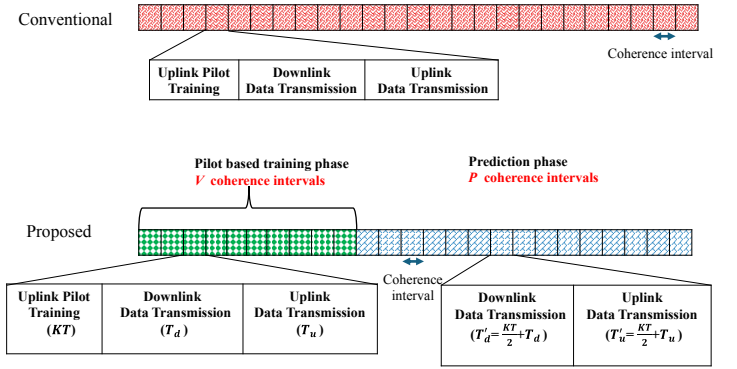 Conventional
Coherence interval
Uplink Pilot
Training
Downlink
Data Transmission
Uplink
Data Transmission
Pilot based training phase
V coherence intervals
Prediction phase
P coherence intervals
Proposed
Coherence
interval
Uplink Pilot
Training
(KT)
Downlink
Data Transmission
(T_d)
Uplink
Data Transmission
(T_u)
Downlink
Data Transmission
(T'_d=\frac{KT}{2}+T_d)
Uplink
Data Transmission
(T'_u=\frac{KT}{2}+T_u)